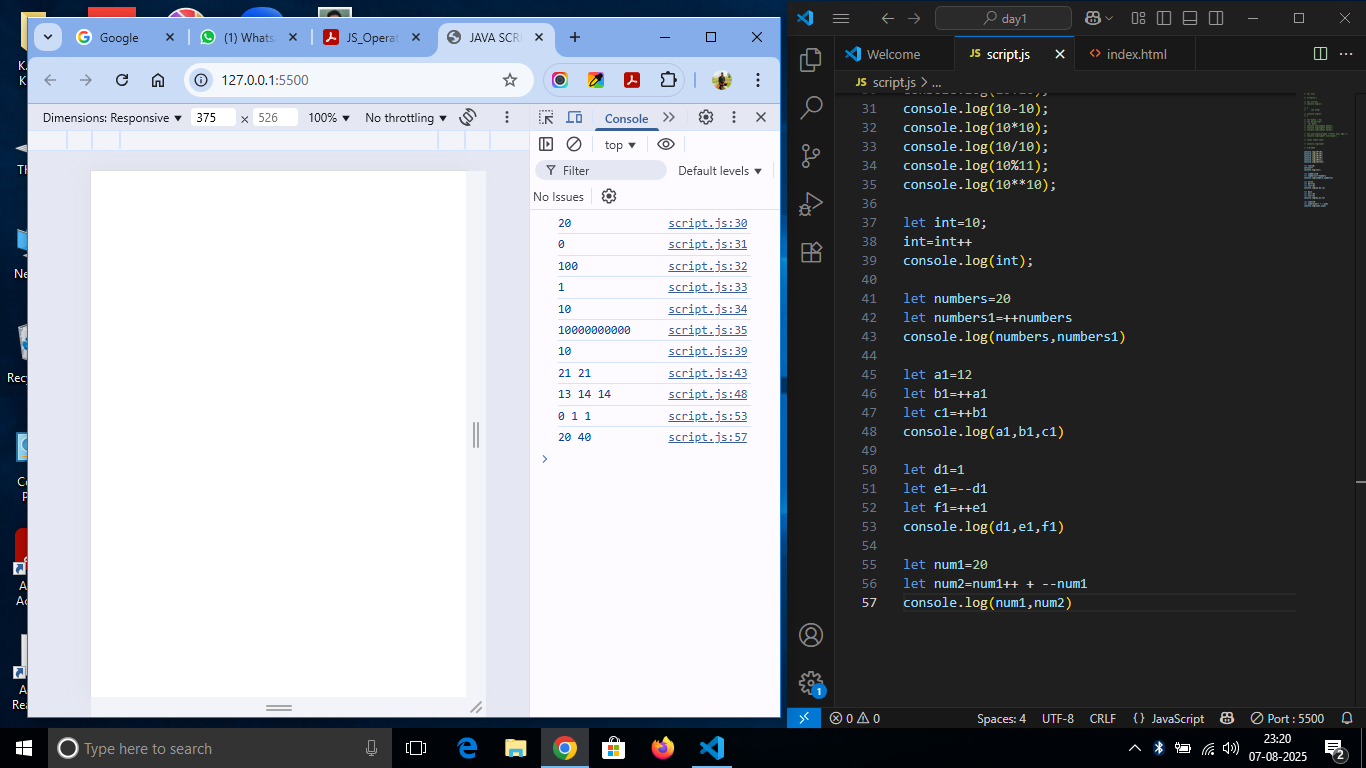 Google
(1) Whats
JS_Operat
JAVA SCRI
127.0.0.1:5500
Dimensions: Responsive
375
×
526
100%
No throttling
Console
top
Filter
Default levels
No Issues
20 script.js:30
0 script.js:31
100 script.js:32
1 script.js:33
10 script.js:34
10000000000 script.js:35
10 script.js:39
21 21 script.js:43
13 14 14 script.js:48
0 1 1 script.js:53
20 40 script.js:57
day1
Welcome
JS script.js
index.html
JS script.js > ...
31 console.log(10-10);
32 console.log(10*10);
33 console.log(10/10);
34 console.log(10%11);
35 console.log(10**10);
36
37 let int=10;
38 int=int++
39 console.log(int);
40
41 let numbers=20
42 let numbers1=++numbers
43 console.log(numbers,numbers1)
44
45 let a1=12
46 let b1=++a1
47 let c1=++b1
48 console.log(a1,b1,c1)
49
50 let d1=1
51 let e1=--d1
52 let f1=++e1
53 console.log(d1,e1,f1)
54
55 let num1=20
56 let num2=num1++ + --num1
57 console.log(num1,num2)
1
0 0
Spaces: 4
UTF-8
CRLF
{ } JavaScript
Port : 5500
Type here to search
23:20
07-08-2025
2